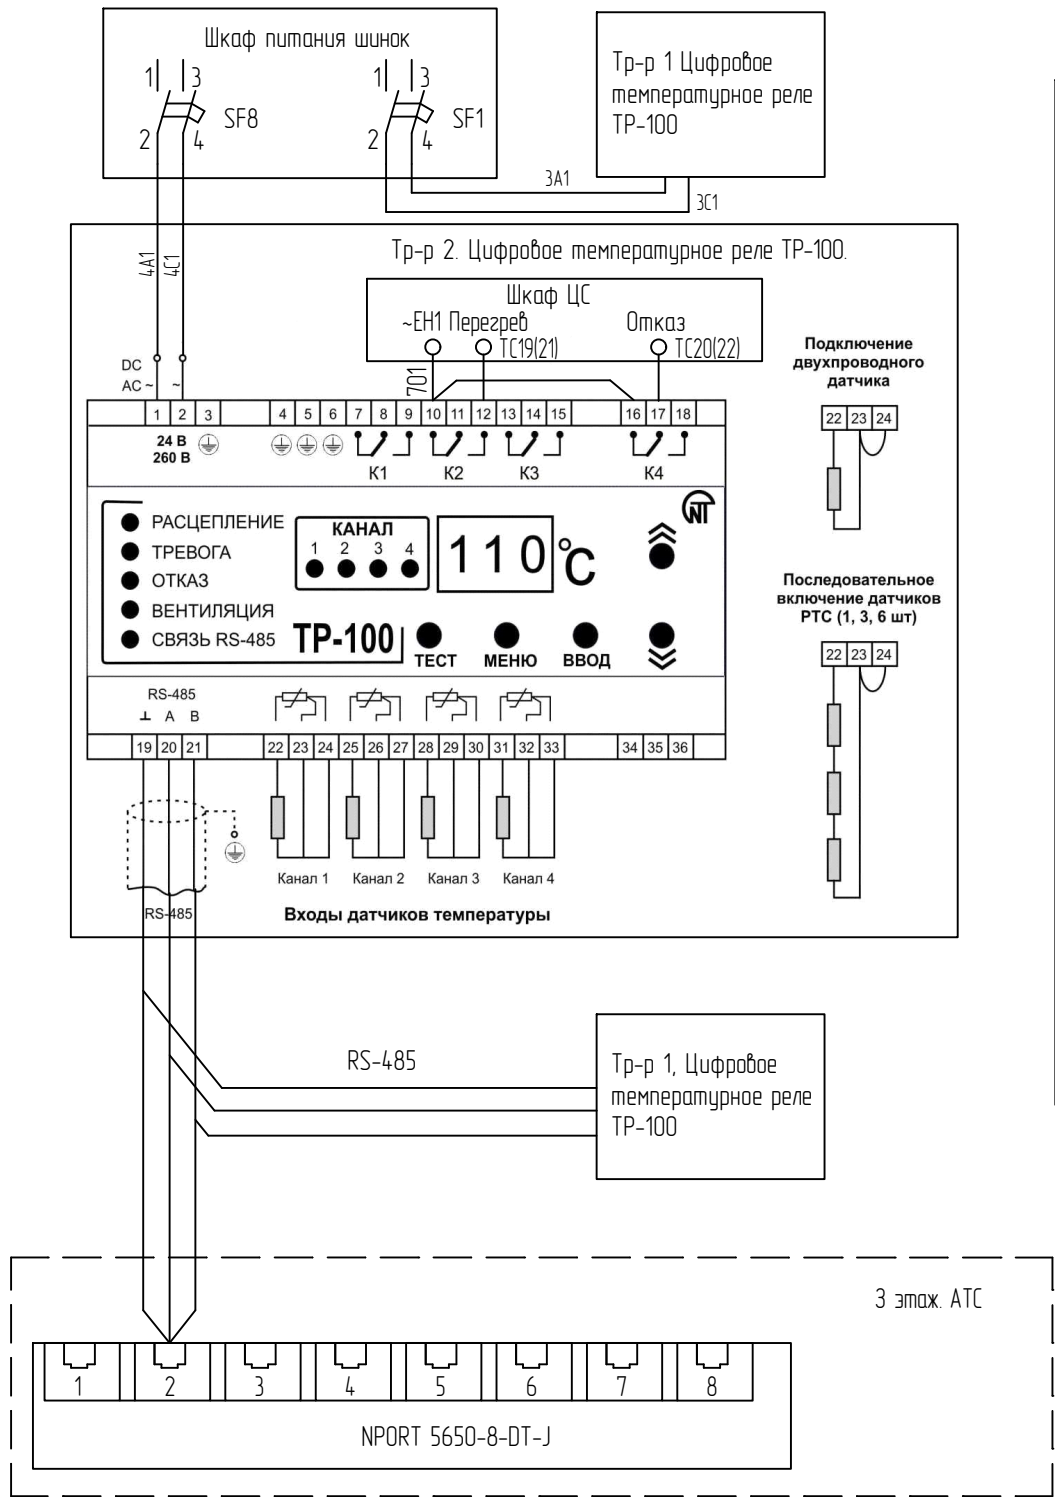 Шкаф питания шинок
1 3
SF8
2 4
1 3
SF1
2 4
Тр-р 1 Цифровое
температурное реле
ТР-100
3А1
3С1
4А1
4С1
Тр-р 2. Цифровое температурное реле ТР-100.
Шкаф ЦС
~ЕН1 Перегрев
Отказ
ТС19(21)
ТС20(22)
701
DC
AC ~ ~
1 2 3
4 5 6 7 8 9 10 11 12 13 14 15
16 17 18
24 В
260 В
К1 К2 К3 К4
РАСЦЕПЛЕНИЕ
ТРЕВОГА
ОТКАЗ
ВЕНТИЛЯЦИЯ
СВЯЗЬ RS-485
КАНАЛ
1 2 3 4
110 °C
NT
ТР-100
ТЕСТ МЕНЮ ВВОД
RS-485
⊥ A B
19 20 21
22 23 24 25 26 27 28 29 30 31 32 33
34 35 36
Канал 1 Канал 2 Канал 3 Канал 4
RS-485
Входы датчиков температуры
Подключение
двухпроводного
датчика
22 23 24
Последовательное
включение датчиков
РТС (1, 3, 6 шт)
22 23 24
RS-485
Тр-р 1, Цифровое
температурное реле
ТР-100
3 этаж. АТС
1 2 3 4 5 6 7 8
NPORT 5650-8-DT-J